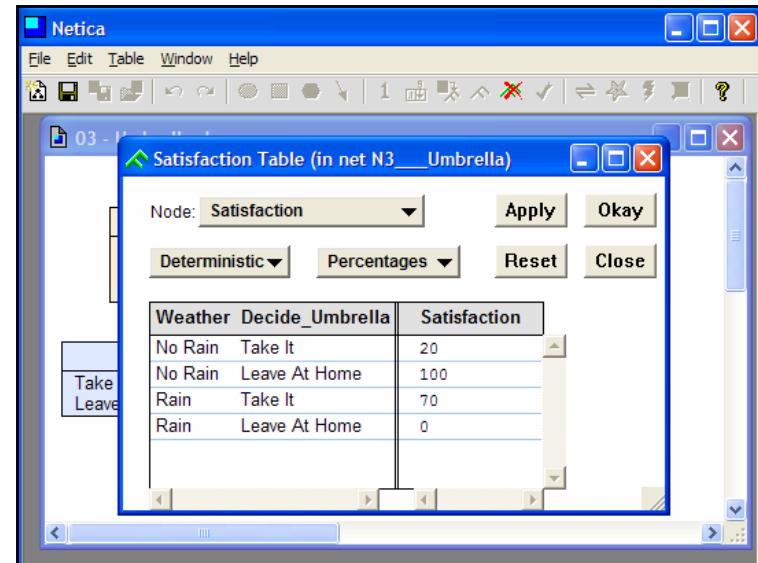 Netica
File Edit Table Window Help
1 ?
03 -
Satisfaction Table (in net N3___Umbrella)
Node: Satisfaction Apply Okay
Deterministic Percentages Reset Close
Weather Decide_Umbrella Satisfaction
No Rain Take It 20
No Rain Leave At Home 100
Rain Take It 70
Rain Leave At Home 0
Take
Leave